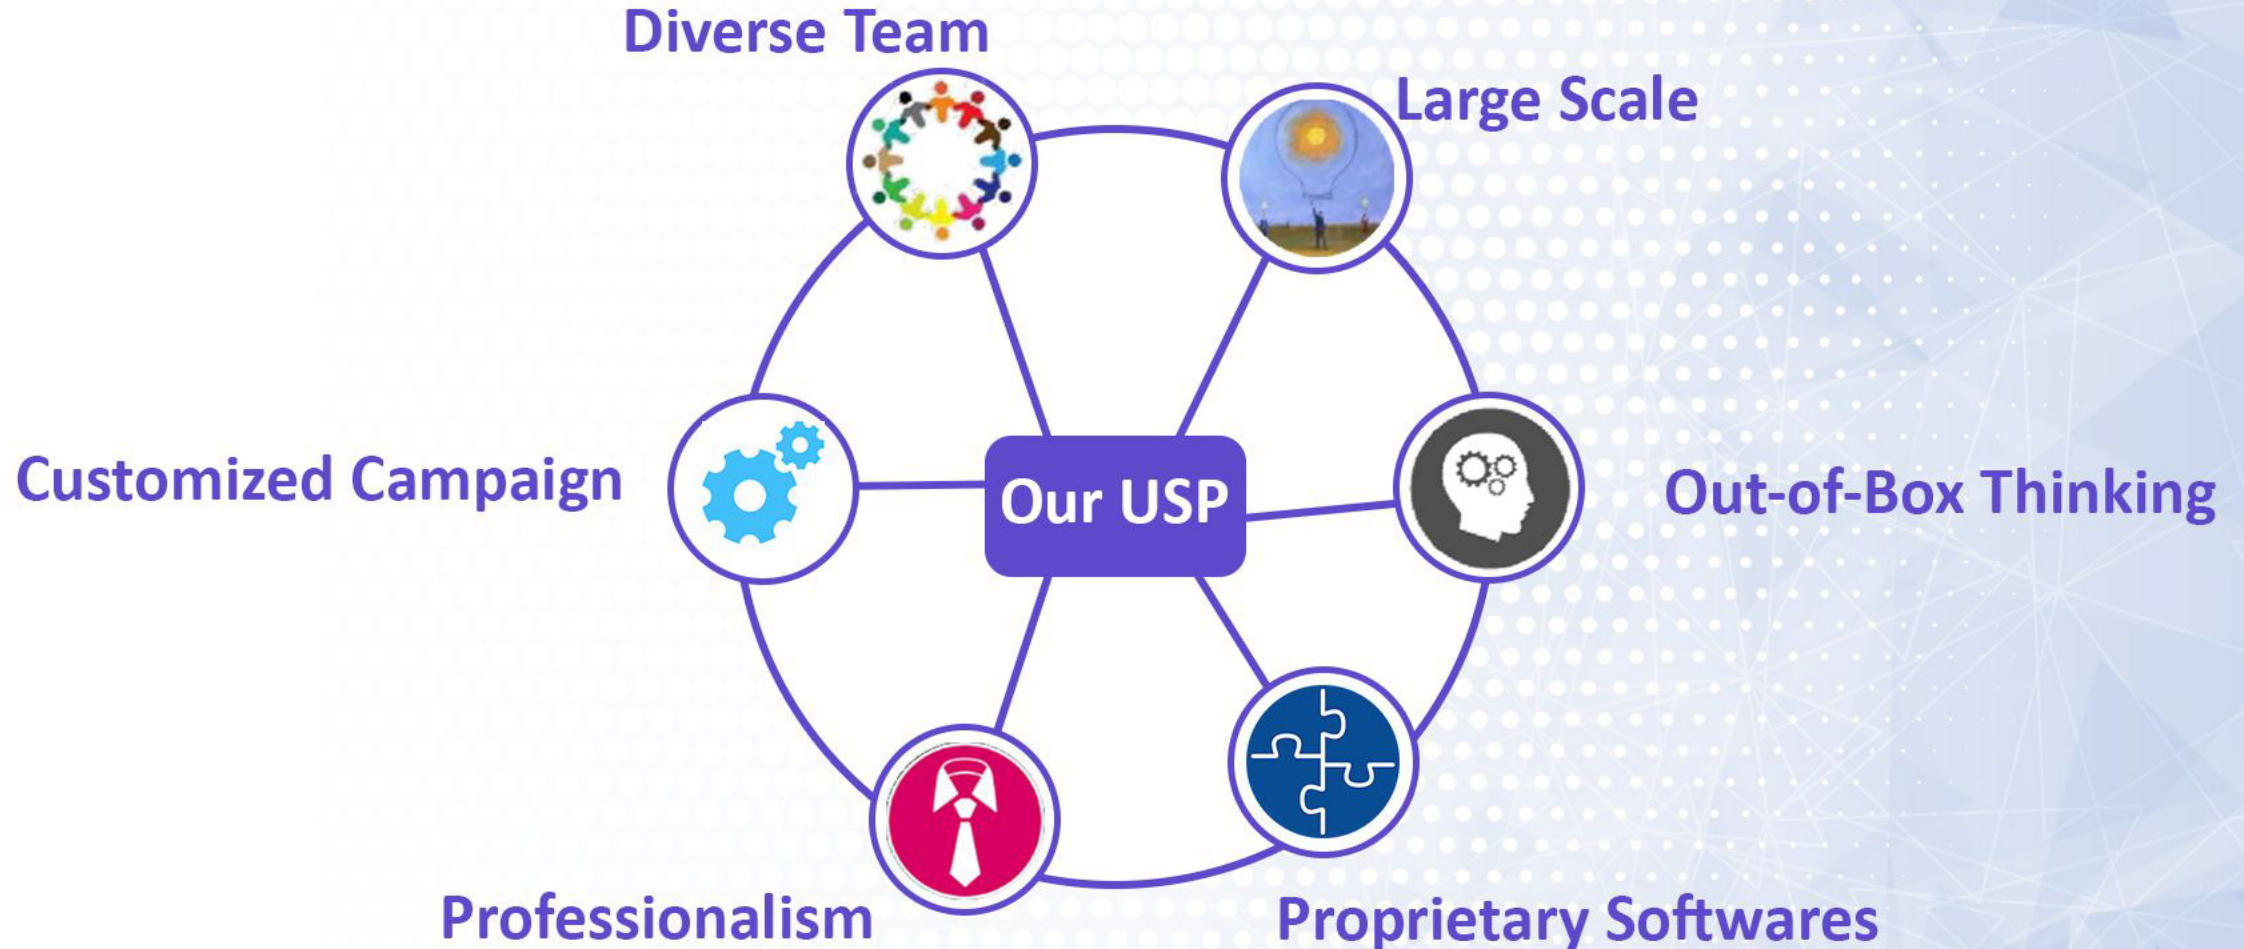 Diverse Team
Large Scale
Customized Campaign
Our USP
Out-of-Box Thinking
Professionalism
Proprietary Softwares